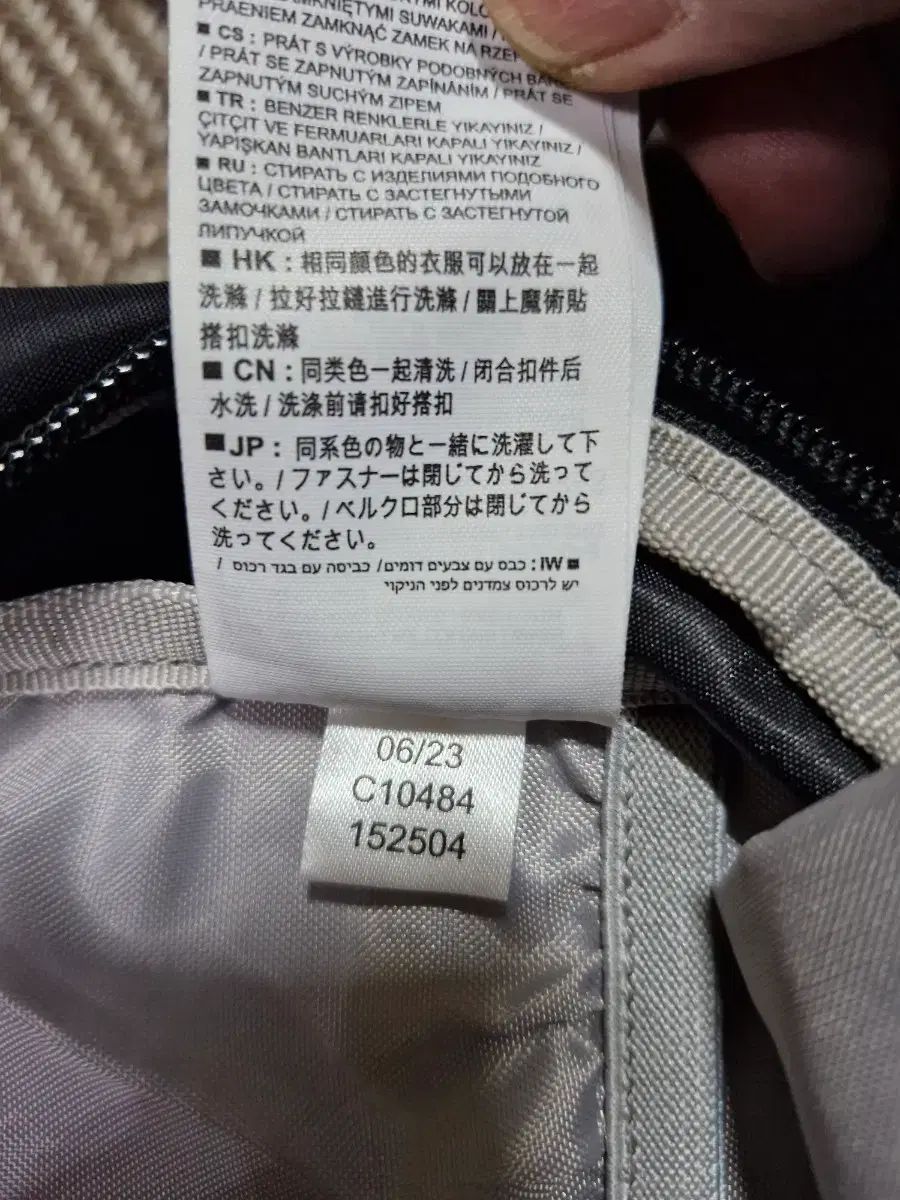 PRAENIEM ZAMKNĄĆ ZAMEK NA RZEP
■ CS : PRÁT S VÝROBKY PODOBNÝCH BAREV
/ PRÁT SE ZAPNUTÝM ZAPÍNÁNÍM / PRÁT SE
ZAPNUTÝM SUCHÝM ZIPEM
■ TR : BENZER RENKLERLE YIKAYINIZ /
ÇITÇIT VE FERMUARLARI KAPALI YIKAYINIZ /
YAPIŞKAN BANTLARI KAPALI YIKAYINIZ
■ RU : СТИРАТЬ С ИЗДЕЛИЯМИ ПОДОБНОГО
ЦВЕТА / СТИРАТЬ С ЗАСТЕГНУТЫМИ
ЗАМОЧКАМИ / СТИРАТЬ С ЗАСТЕГНУТОЙ
ЛИПУЧКОЙ
■ HK : 相同顏色的衣服可以放在一起
洗滌 / 拉好拉鏈進行洗滌 / 關上魔術貼
搭扣洗滌
■ CN : 同类色一起清洗 / 闭合扣件后
水洗 / 洗涤前请扣好搭扣
■JP : 同系色の物と一緒に洗濯して下
さい。/ ファスナーは閉じてから洗って
ください。/ ベルクロ部分は閉じてから
洗ってください。
■ IW : כבס עם צבעים דומים/ כביסה עם בגד רכוס /
יש לרכוס צמדנים לפני הניקוי
06/23
C10484
152504